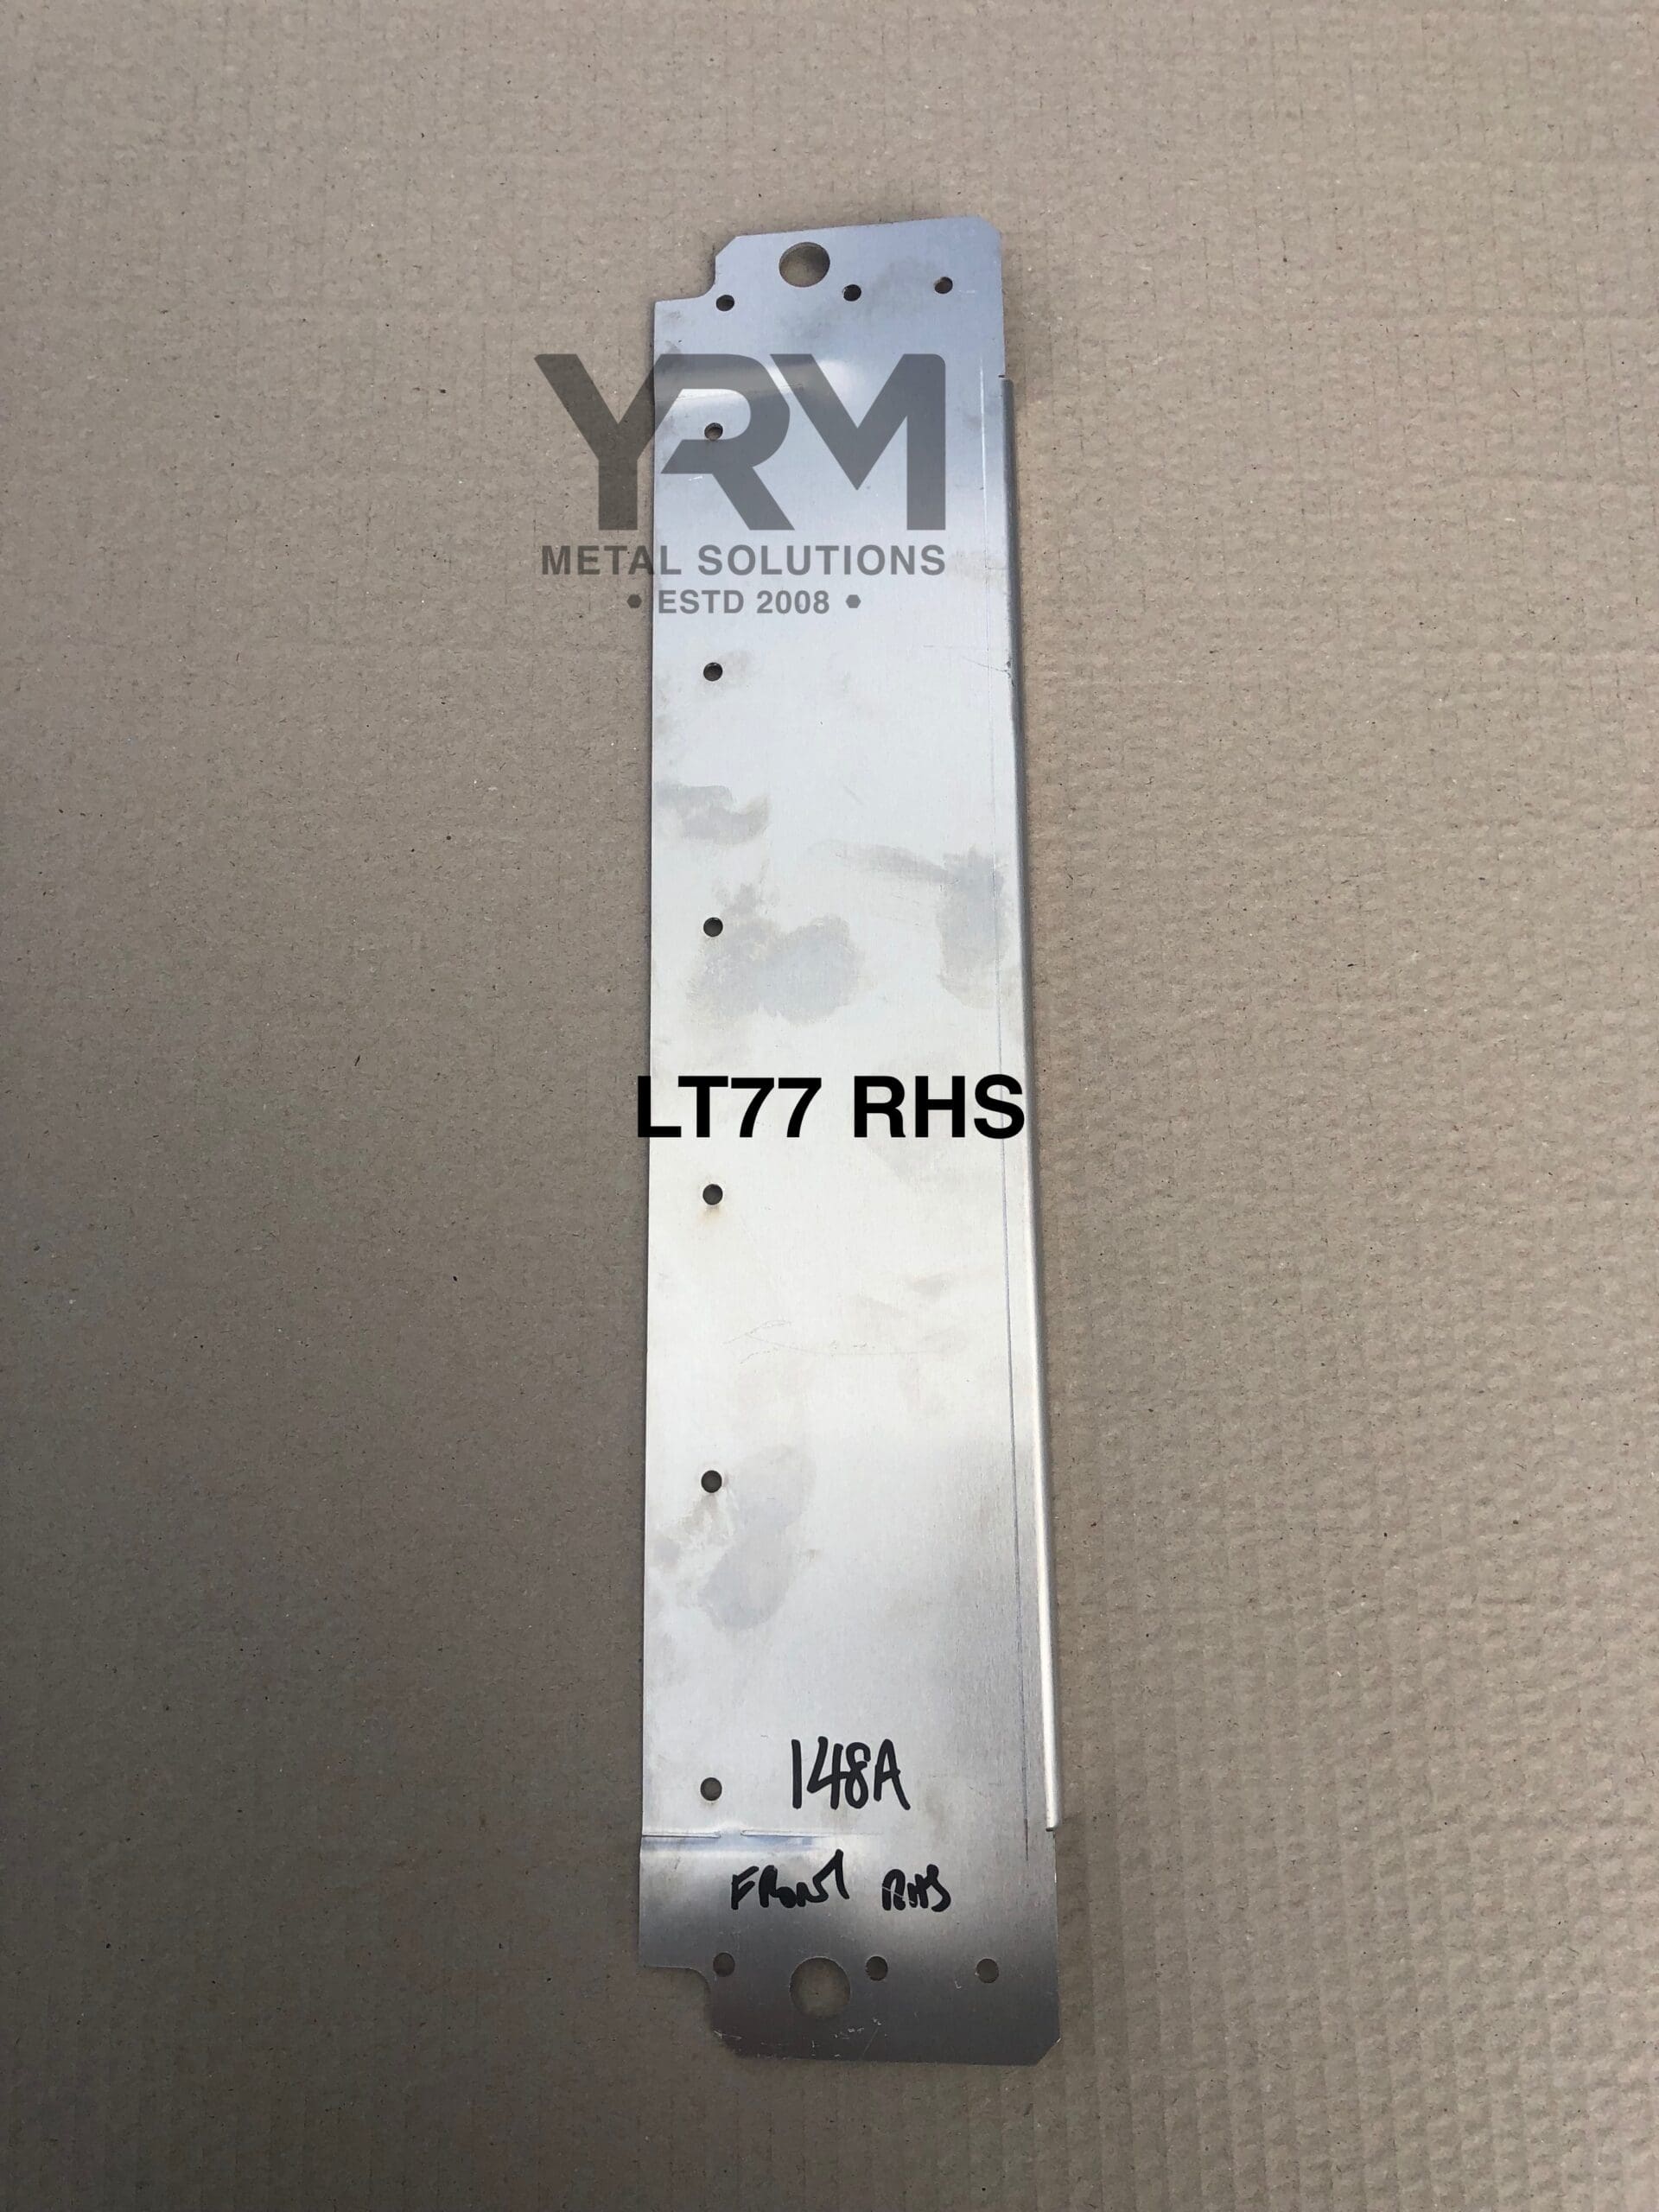 YRM
METAL SOLUTIONS
• ESTD 2008 •
LT77 RHS
148A
FRONT RHS